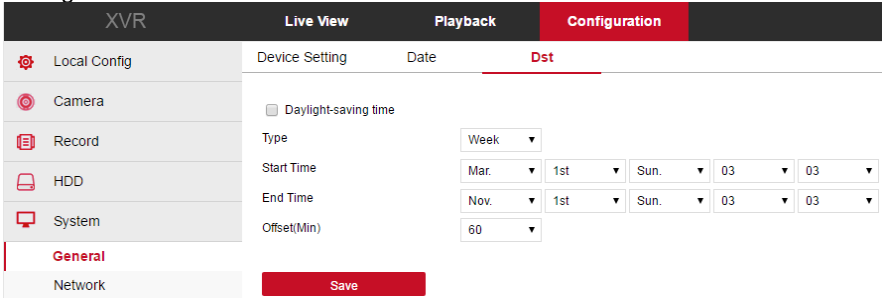 XVR Live View Playback Configuration
Local Config Device Setting Date Dst
Camera Daylight-saving time
Record Type Week
Start Time Mar. 1st Sun. 03 03
HDD
End Time Nov. 1st Sun. 03 03
System Offset(Min) 60
General
Network Save